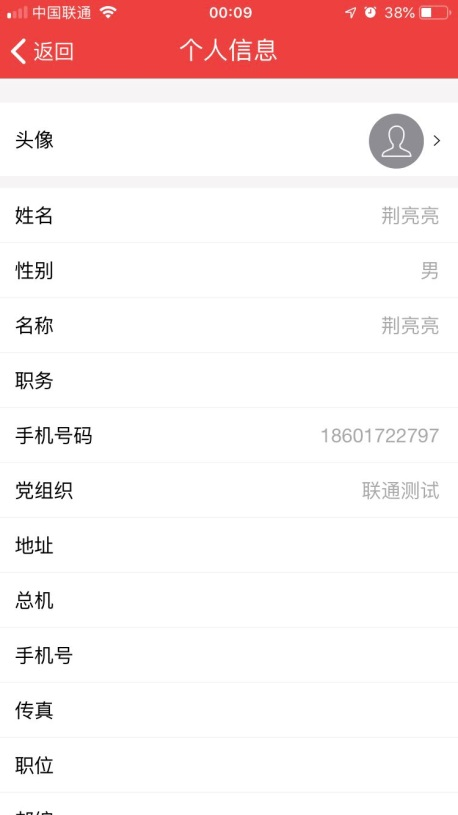 中国联通 00:09 38%
返回 个人信息
头像
姓名 荆亮亮
性别 男
名称 荆亮亮
职务
手机号码 18601722797
党组织 联通测试
地址
总机
手机号
传真
职位